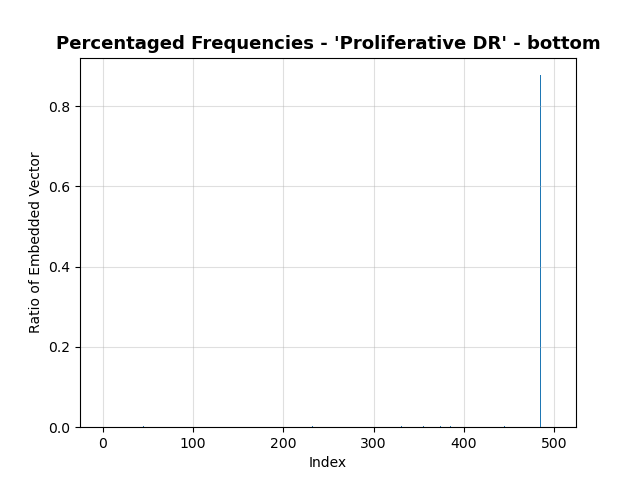 Percentaged Frequencies - 'Proliferative DR' - bottom
Ratio of Embedded Vector
0.8
0.6
0.4
0.2
0.0
0 100 200 300 400 500
Index